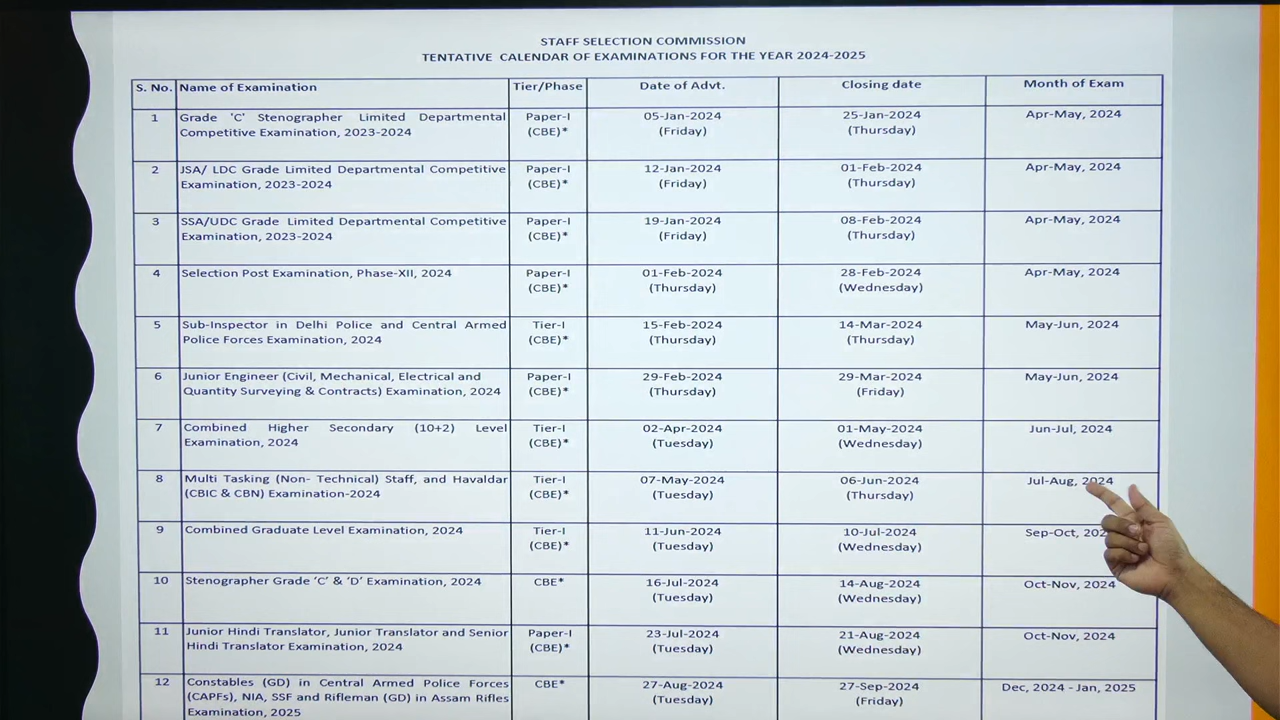 STAFF SELECTION COMMISSION
TENTATIVE CALENDAR OF EXAMINATIONS FOR THE YEAR 2024-2025
S. No. Name of Examination Tier/Phase Date of Advt. Closing date Month of Exam
1 Grade 'C' Stenographer Limited Departmental Paper-I 05-Jan-2024 25-Jan-2024 Apr-May, 2024
Competitive Examination, 2023-2024 (CBE)* (Friday) (Thursday)
2 JSA/ LDC Grade Limited Departmental Competitive Paper-I 12-Jan-2024 01-Feb-2024 Apr-May, 2024
Examination, 2023-2024 (CBE)* (Friday) (Thursday)
3 SSA/UDC Grade Limited Departmental Competitive Paper-I 19-Jan-2024 08-Feb-2024 Apr-May, 2024
Examination, 2023-2024 (CBE)* (Friday) (Thursday)
4 Selection Post Examination, Phase-XII, 2024 Paper-I 01-Feb-2024 28-Feb-2024 Apr-May, 2024
(CBE)* (Thursday) (Wednesday)
5 Sub-Inspector in Delhi Police and Central Armed Tier-I 15-Feb-2024 14-Mar-2024 May-Jun, 2024
Police Forces Examination, 2024 (CBE)* (Thursday) (Thursday)
6 Junior Engineer (Civil, Mechanical, Electrical and Paper-I 29-Feb-2024 29-Mar-2024 May-Jun, 2024
Quantity Surveying & Contracts) Examination, 2024 (CBE)* (Thursday) (Friday)
7 Combined Higher Secondary (10+2) Level Tier-I 02-Apr-2024 01-May-2024 Jun-Jul, 2024
Examination, 2024 (CBE)* (Tuesday) (Wednesday)
8 Multi Tasking (Non- Technical) Staff, and Havaldar Tier-I 07-May-2024 06-Jun-2024 Jul-Aug, 2024
(CBIC & CBN) Examination-2024 (CBE)* (Tuesday) (Thursday)
9 Combined Graduate Level Examination, 2024 Tier-I 11-Jun-2024 10-Jul-2024 Sep-Oct,
(CBE)* (Tuesday) (Wednesday)
10 Stenographer Grade 'C' & 'D' Examination, 2024 CBE* 16-Jul-2024 14-Aug-2024 Oct-Nov, 2024
(Tuesday) (Wednesday)
11 Junior Hindi Translator, Junior Translator and Senior Paper-I 23-Jul-2024 21-Aug-2024 Oct-Nov, 2024
Hindi Translator Examination, 2024 (CBE)* (Tuesday) (Wednesday)
12 Constables (GD) in Central Armed Police Forces CBE* 27-Aug-2024 27-Sep-2024 Dec, 2024 - Jan, 2025
(CAPFs), NIA, SSF and Rifleman (GD) in Assam Rifles (Tuesday) (Friday)
Examination, 2025